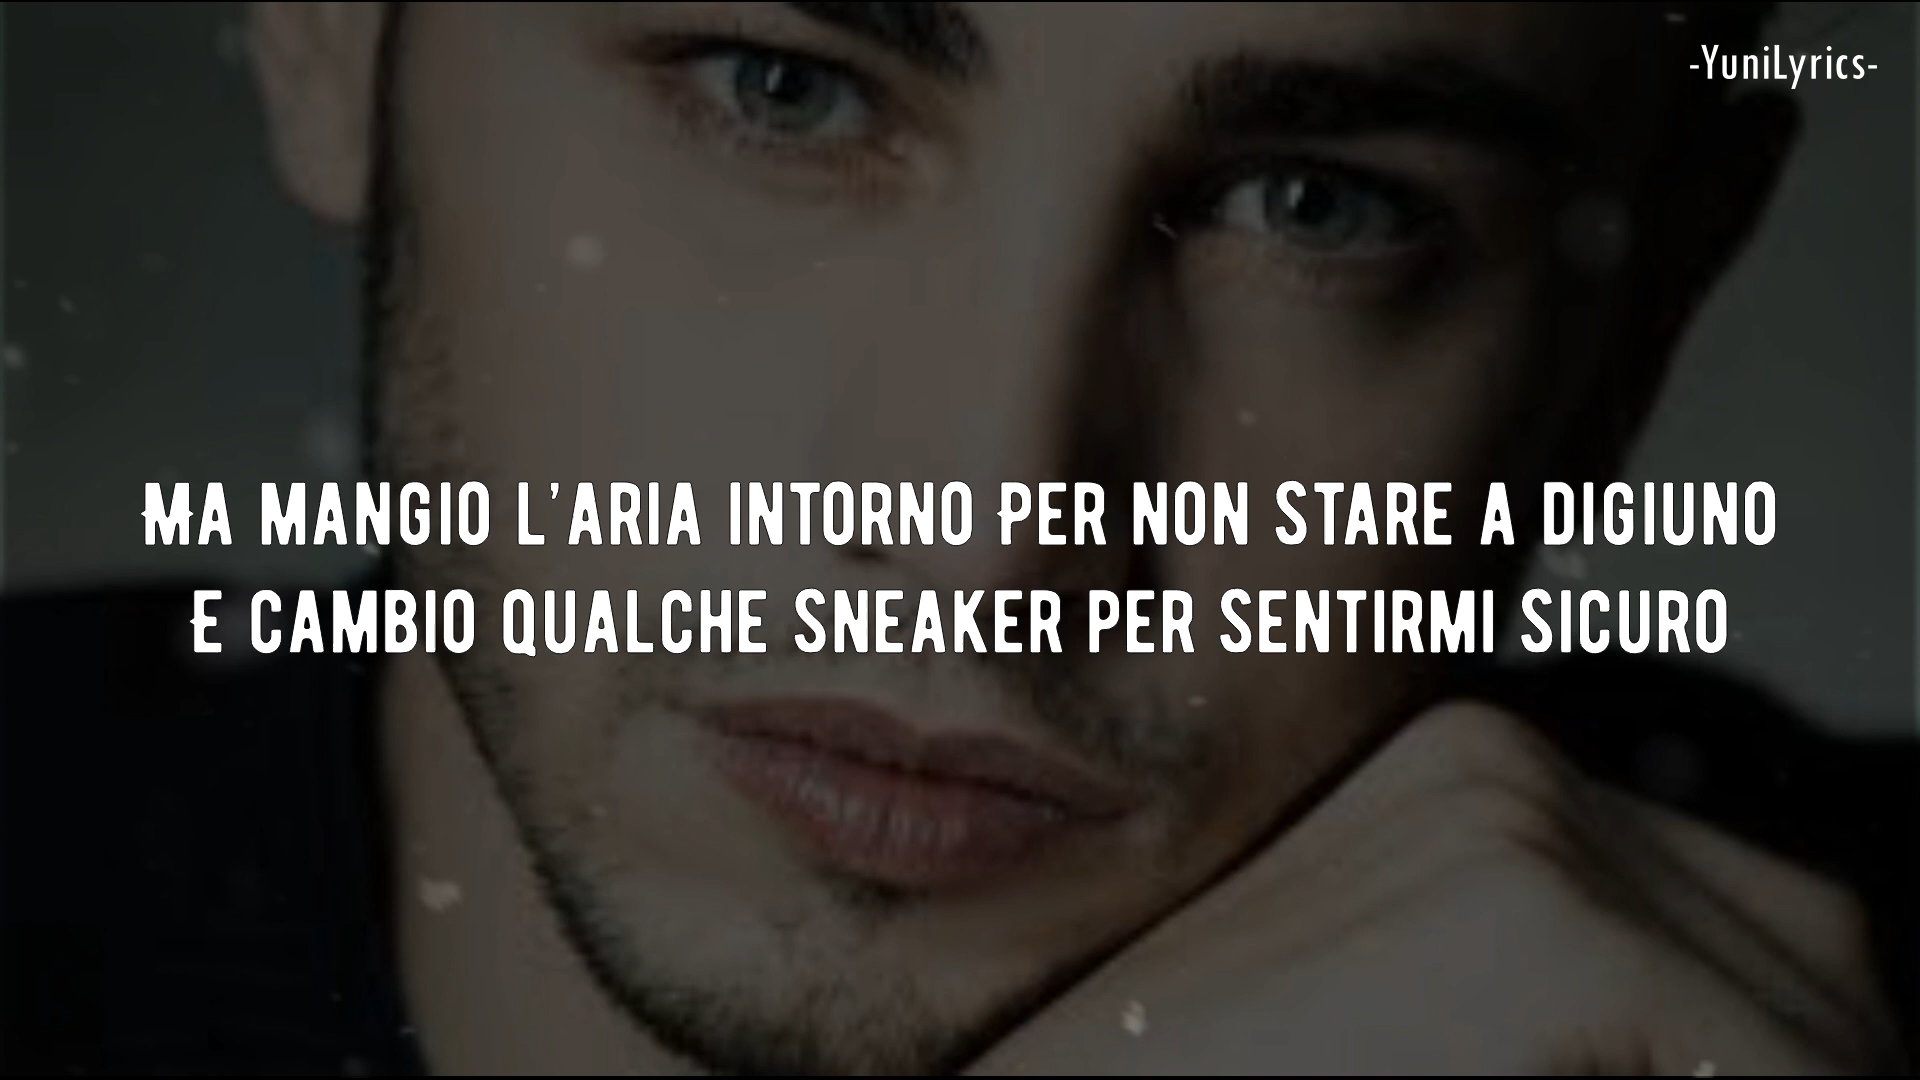 -YuniLyrics-
MA MANGIO L'ARIA INTORNO PER NON STARE A DIGIUNO
E CAMBIO QUALCHE SNEAKER PER SENTIRMI SICURO